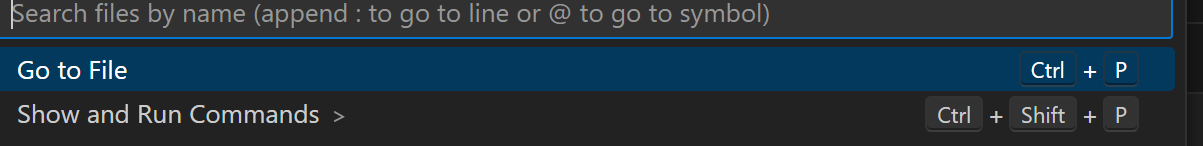 Search files by name (append : to go to line or @ to go to symbol)
Go to File Ctrl + P
Show and Run Commands > Ctrl + Shift + P